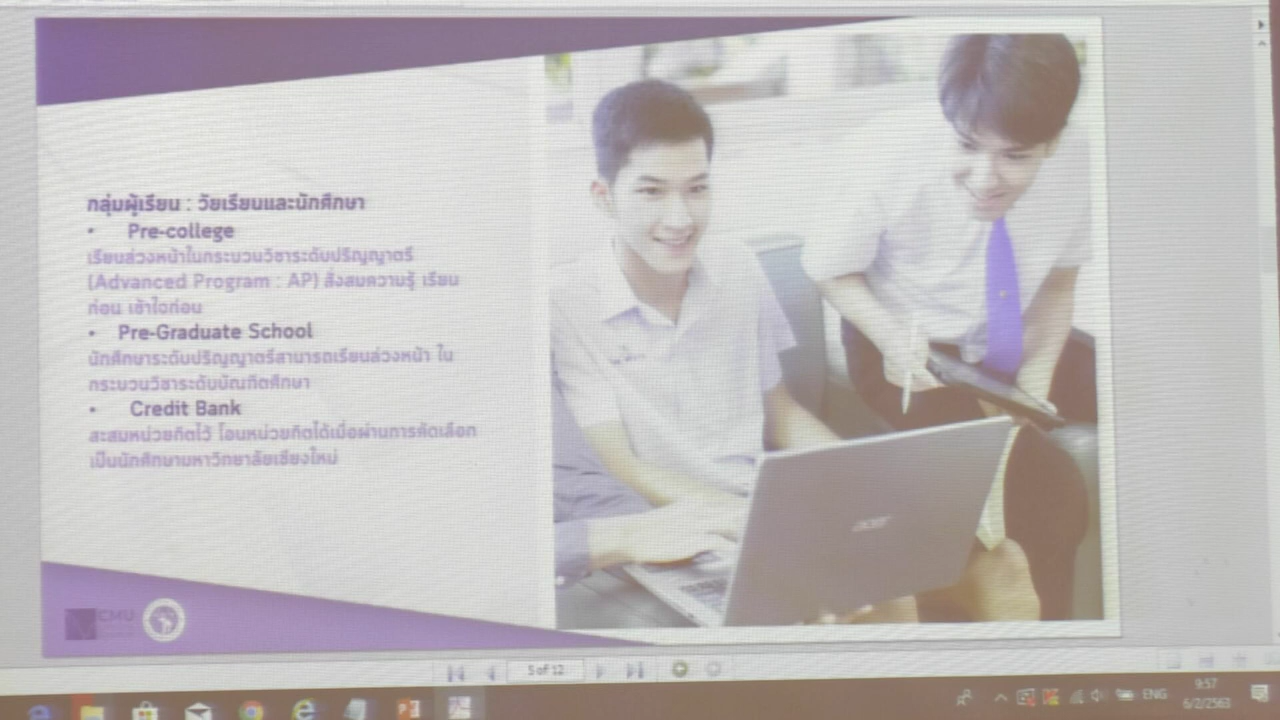 กลุ่มผู้เรียน : วัยเรียนและนักศึกษา
• Pre-college
เรียนล่วงหน้าในกระบวนวิชาระดับปริญญาตรี
(Advanced Program : AP) สั่งสมความรู้ เรียน
ก่อน เข้าใจก่อน
• Pre-Graduate School
นักศึกษาระดับปริญญาตรีสามารถเรียนล่วงหน้า ใน
กระบวนวิชาระดับบัณฑิตศึกษา
• Credit Bank
สะสมหน่วยกิตไว้ โอนหน่วยกิตได้เมื่อผ่านการคัดเลือก
เป็นนักศึกษามหาวิทยาลัยเชียงใหม่
acer
CMU
5 of 12
ENG
9:57
6/2/2563